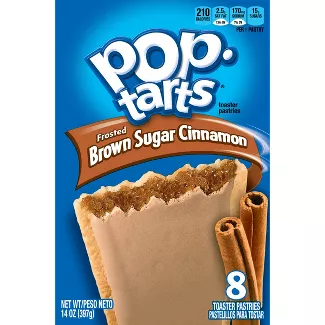 210 CALORIES 2.5g SAT FAT 170mg SODIUM 15g SUGARS
PER 1 PASTRY
pop·
tarts
toaster
pastries
Frosted
Brown Sugar Cinnamon
8
TOASTER PASTRIES
PASTELILLOS PARA TOSTAR
NET WT/PESO NETO
14 OZ (397g)